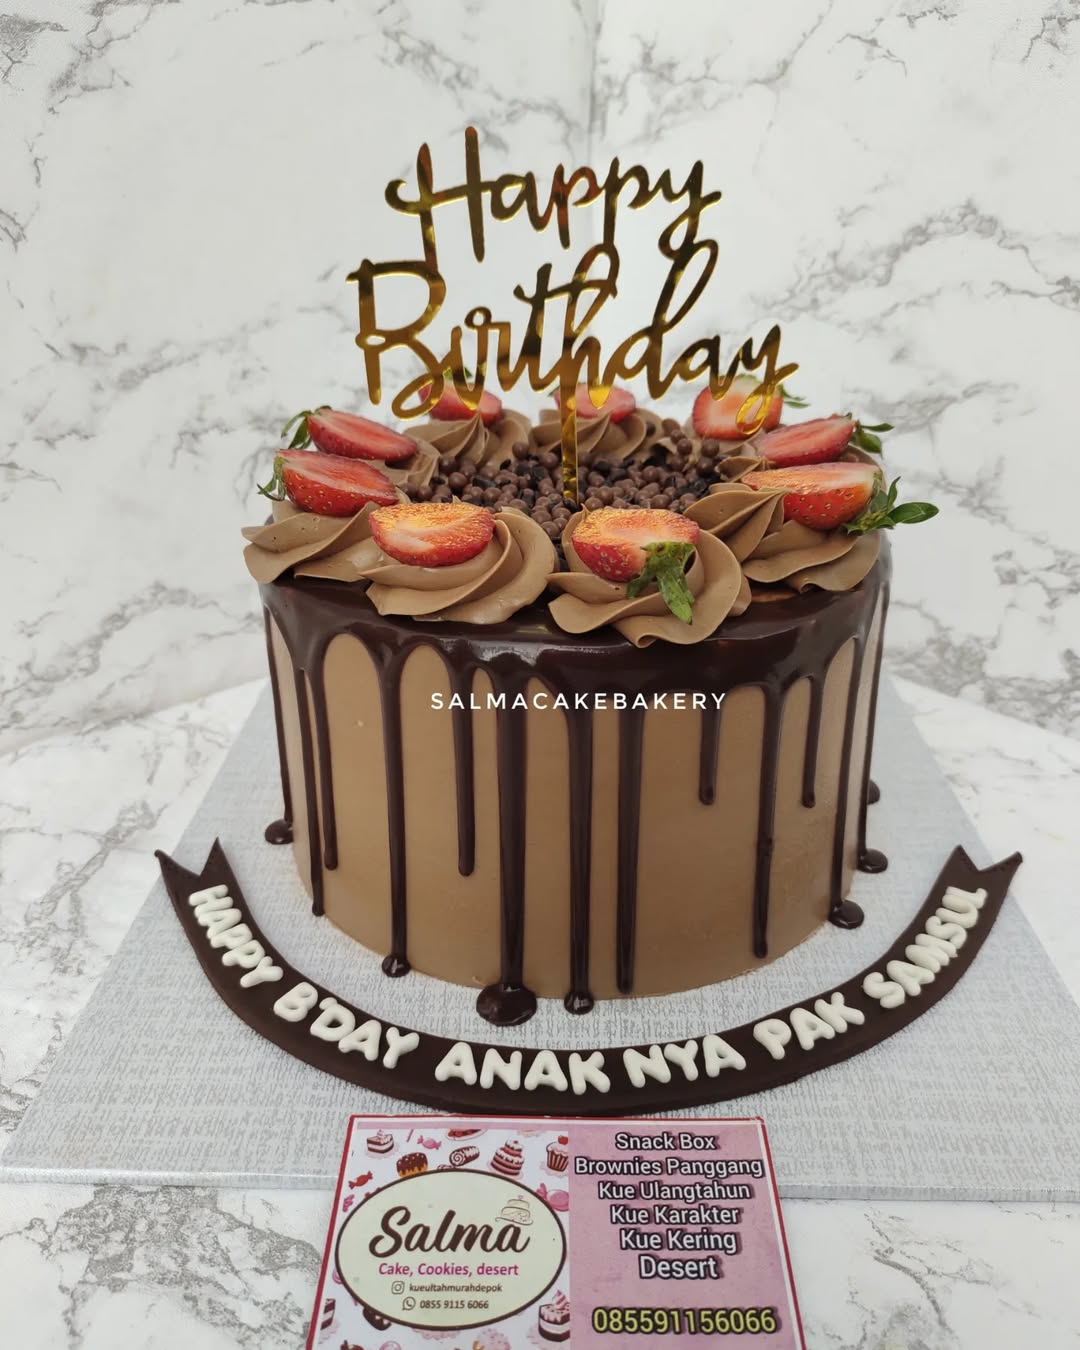 Happy
Birthday
SALMACAKEBAKERY
HAPPY B'DAY ANAK NYA PAK SAMSUL
Salma
Cake, Cookies, desert
kueultahmurahdepok
0855 9115 6066
Snack Box
Brownies Panggang
Kue Ulangtahun
Kue Karakter
Kue Kering
Desert
085591156066